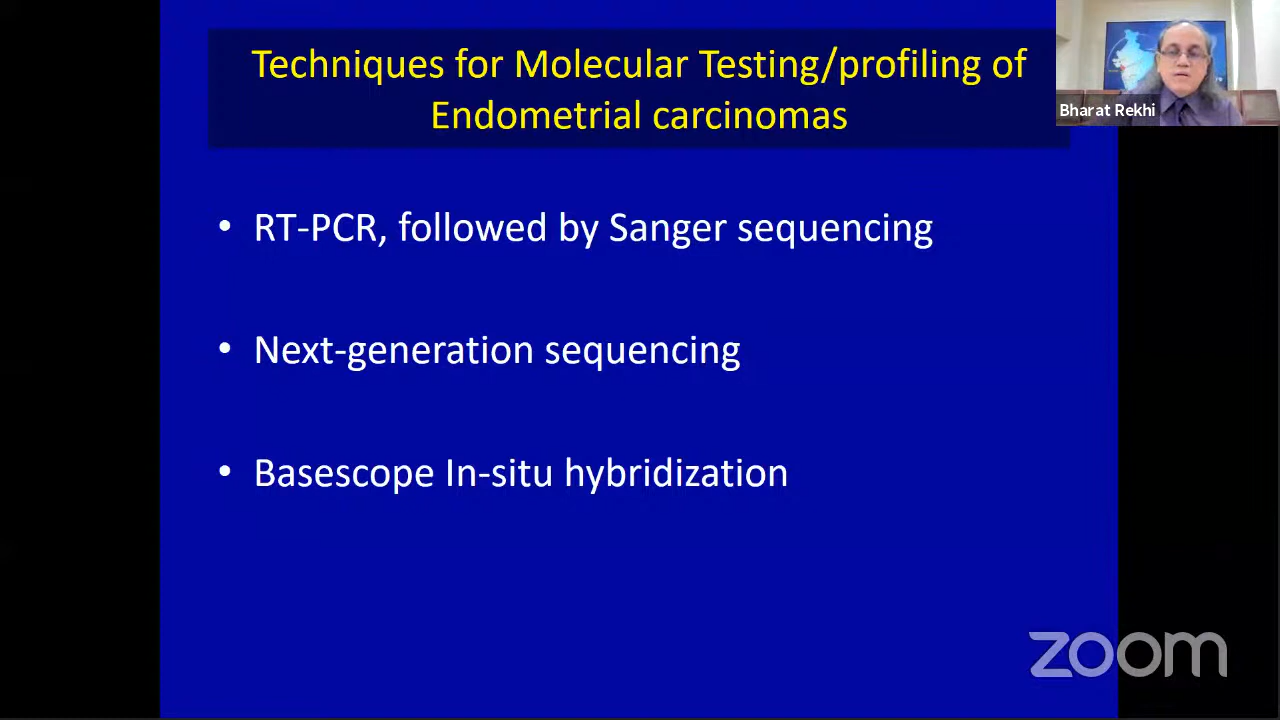 Techniques for Molecular Testing/profiling of
Endometrial carcinomas
Bharat Rekhi
• RT-PCR, followed by Sanger sequencing
• Next-generation sequencing
• Basescope In-situ hybridization
zoom